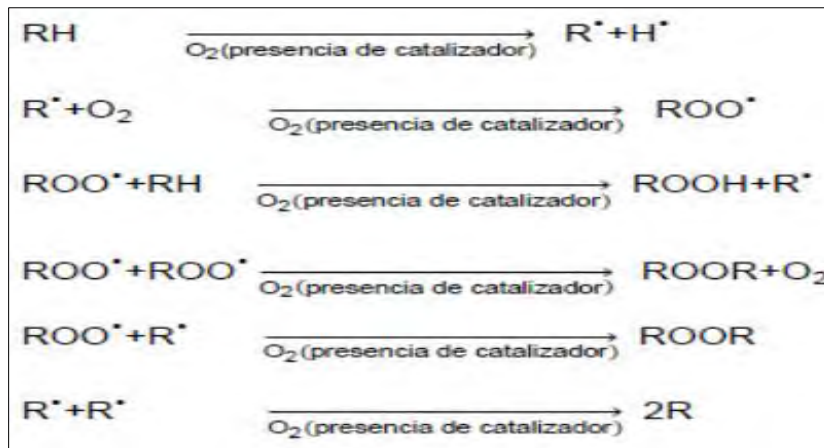 RH O₂(presencia de catalizador) R˙+H˙
R˙+O₂ O₂(presencia de catalizador) ROO˙
ROO˙+RH O₂(presencia de catalizador) ROOH+R˙
ROO˙+ROO˙ O₂(presencia de catalizador) ROOR+O₂
ROO˙+R˙ O₂(presencia de catalizador) ROOR
R˙+R˙ O₂(presencia de catalizador) 2R